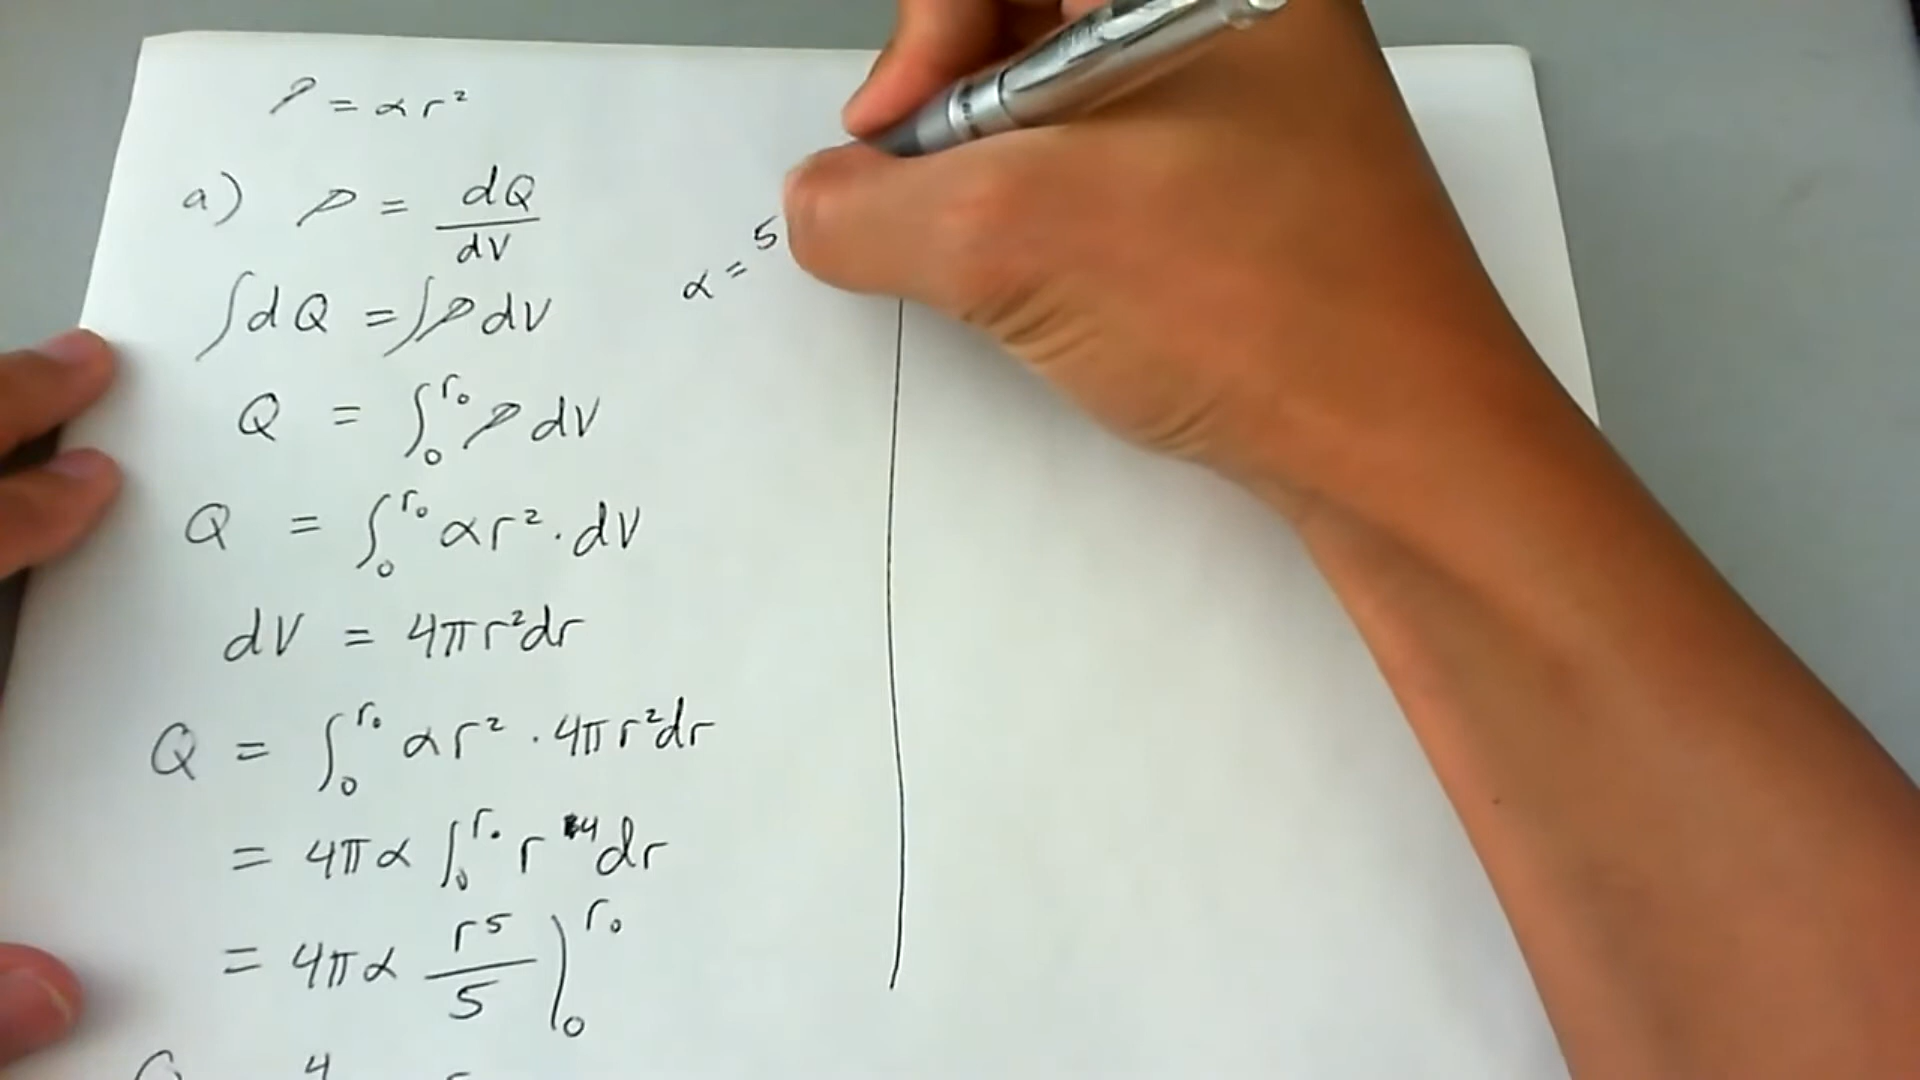 ρ = αr²
a) ρ = dQ/dV
∫dQ = ∫ρdV
α = 5
Q = ∫₀^r₀ ρdV
Q = ∫₀^r₀ αr² · dV
dV = 4πr²dr
Q = ∫₀^r₀ αr² · 4πr²dr
= 4πα ∫₀^r₀ r⁴dr
= 4πα r⁵/5 |₀^r₀
4